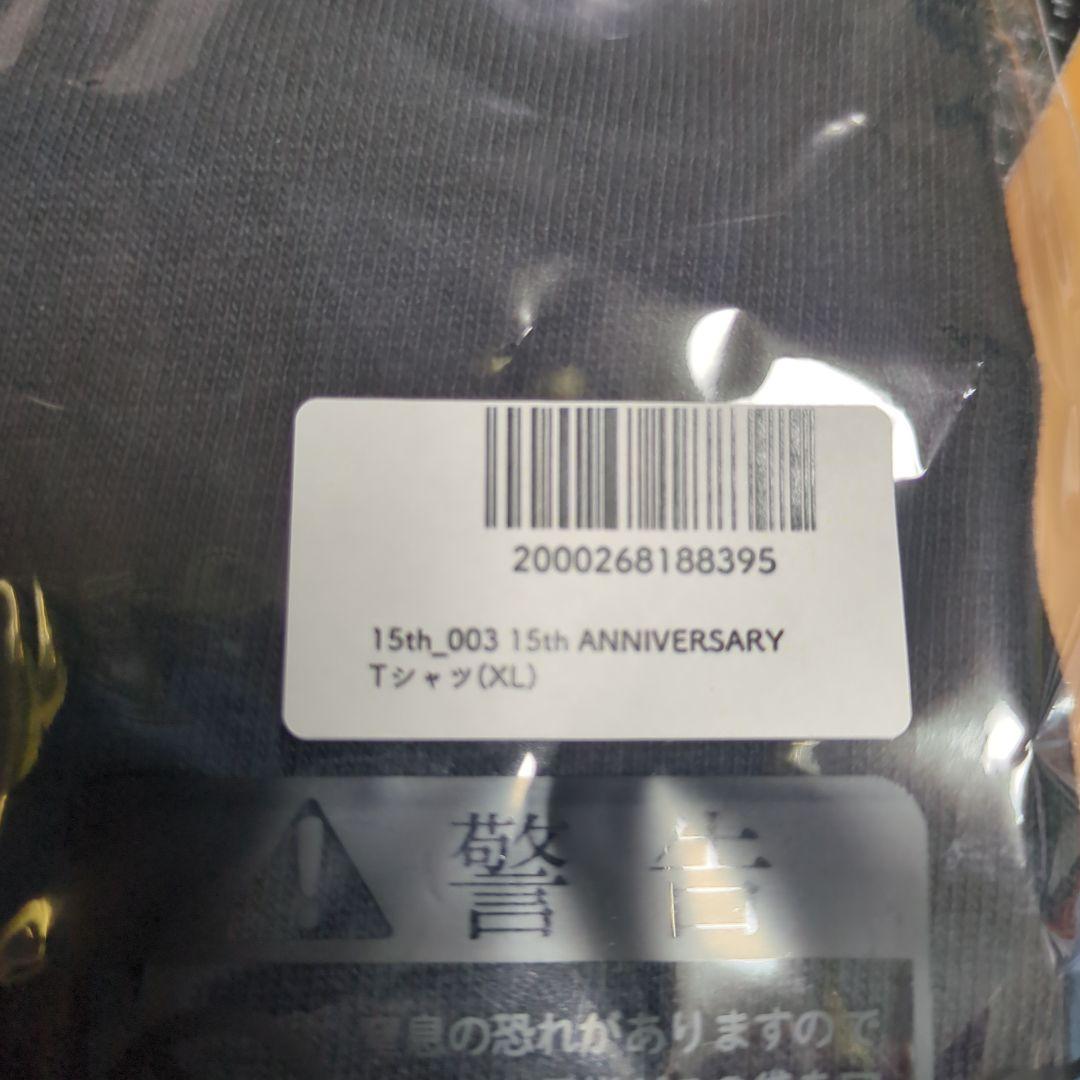 2000268188395
15th_003 15th ANNIVERSARY
Tシャツ(XL)
警告
窒息の恐れがありますので